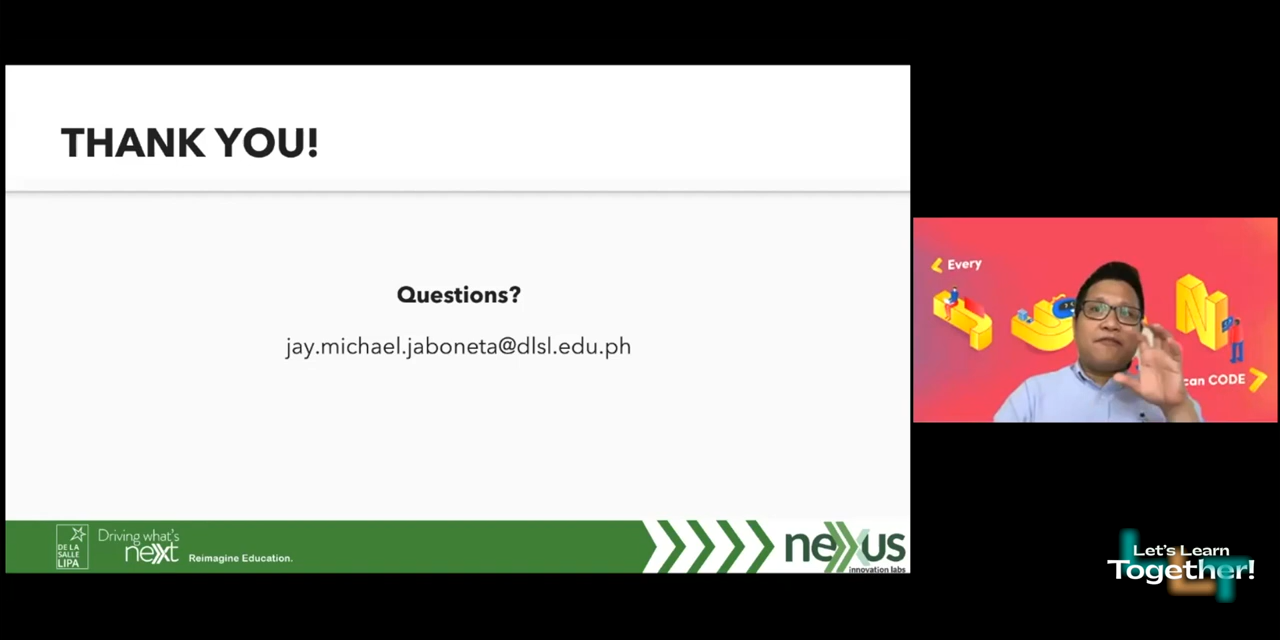 THANK YOU!
Questions?
jay.michael.jaboneta@dlsl.edu.ph
DE LA
SALLE
LIPA
Driving what's
next
Reimagine Education.
nexus
innovation labs
Every
can CODE
Let's Learn
Together!